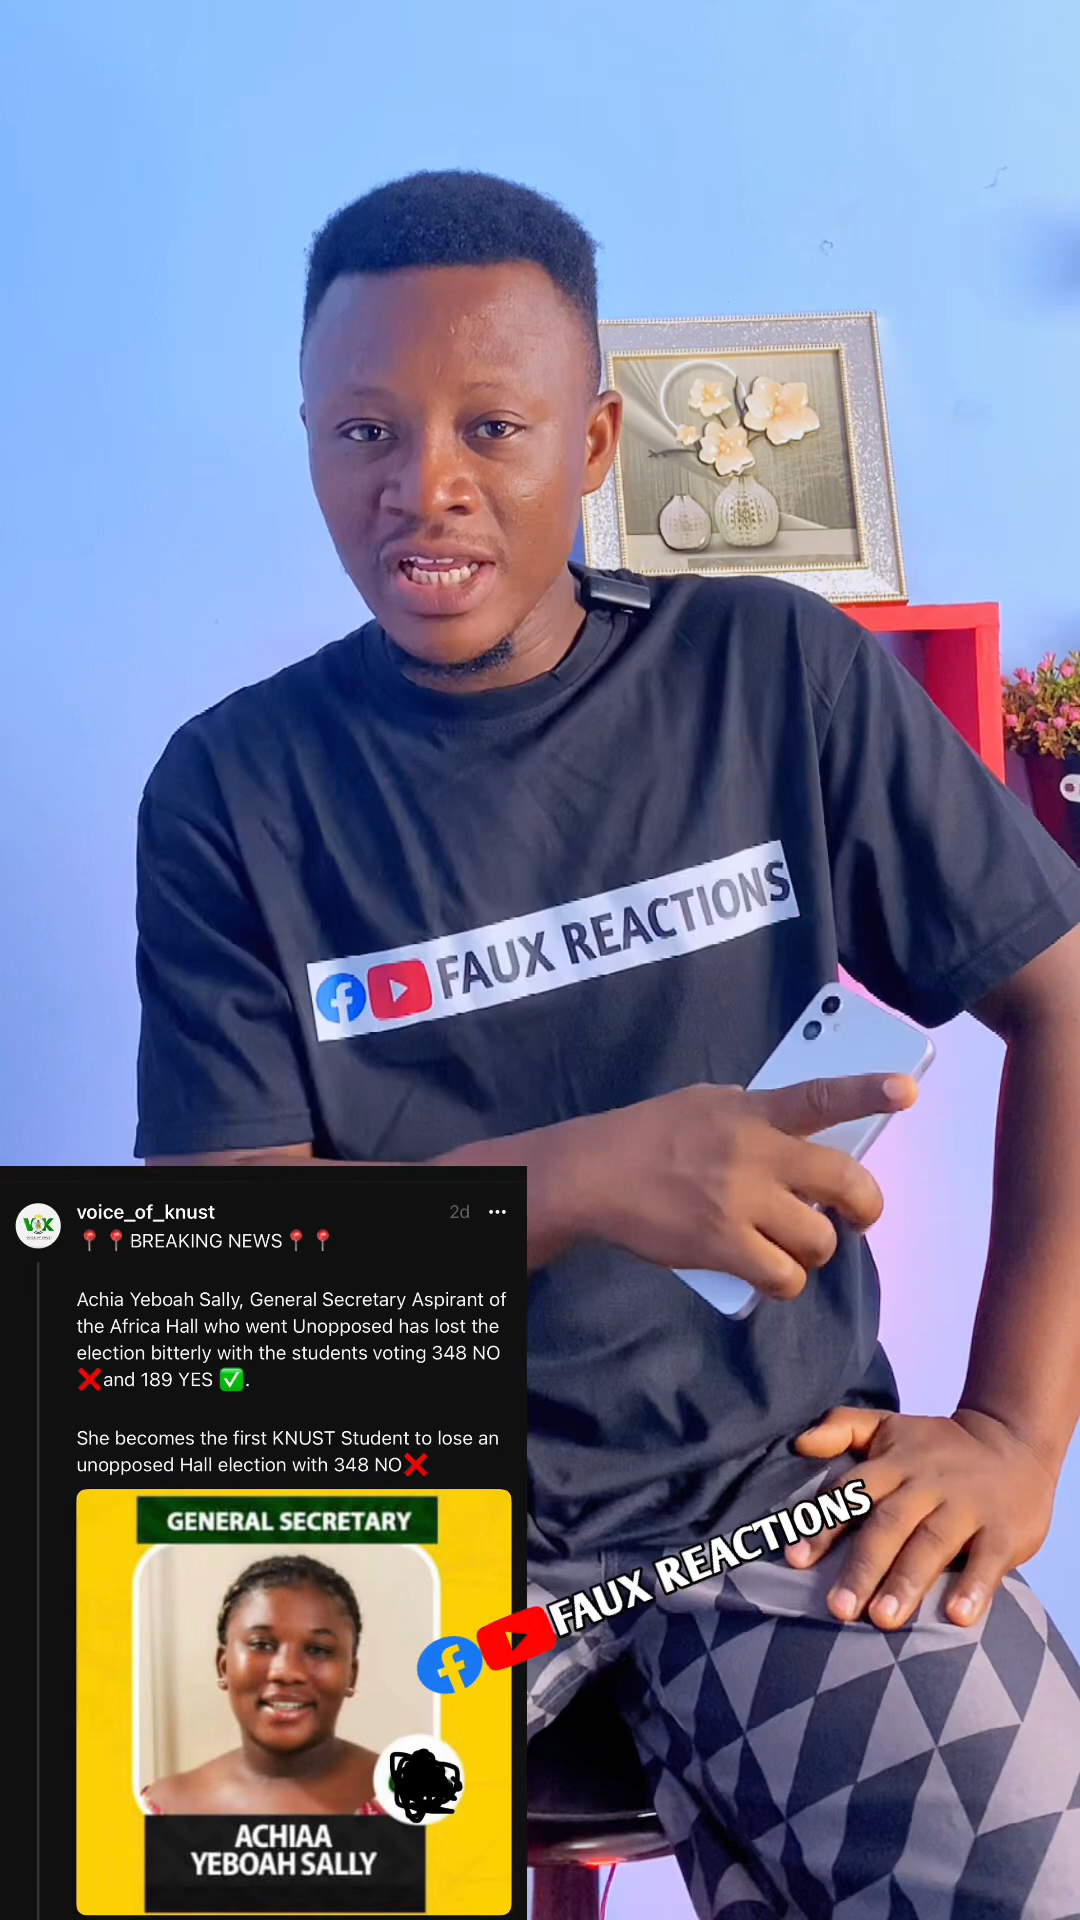 FAUX REACTIONS
voice_of_knust 2d
📍📍BREAKING NEWS📍📍
Achia Yeboah Sally, General Secretary Aspirant of
the Africa Hall who went Unopposed has lost the
election bitterly with the students voting 348 NO
❌and 189 YES ✅.
She becomes the first KNUST Student to lose an
unopposed Hall election with 348 NO❌
GENERAL SECRETARY
FAUX REACTIONS
ACHIAA
YEBOAH SALLY